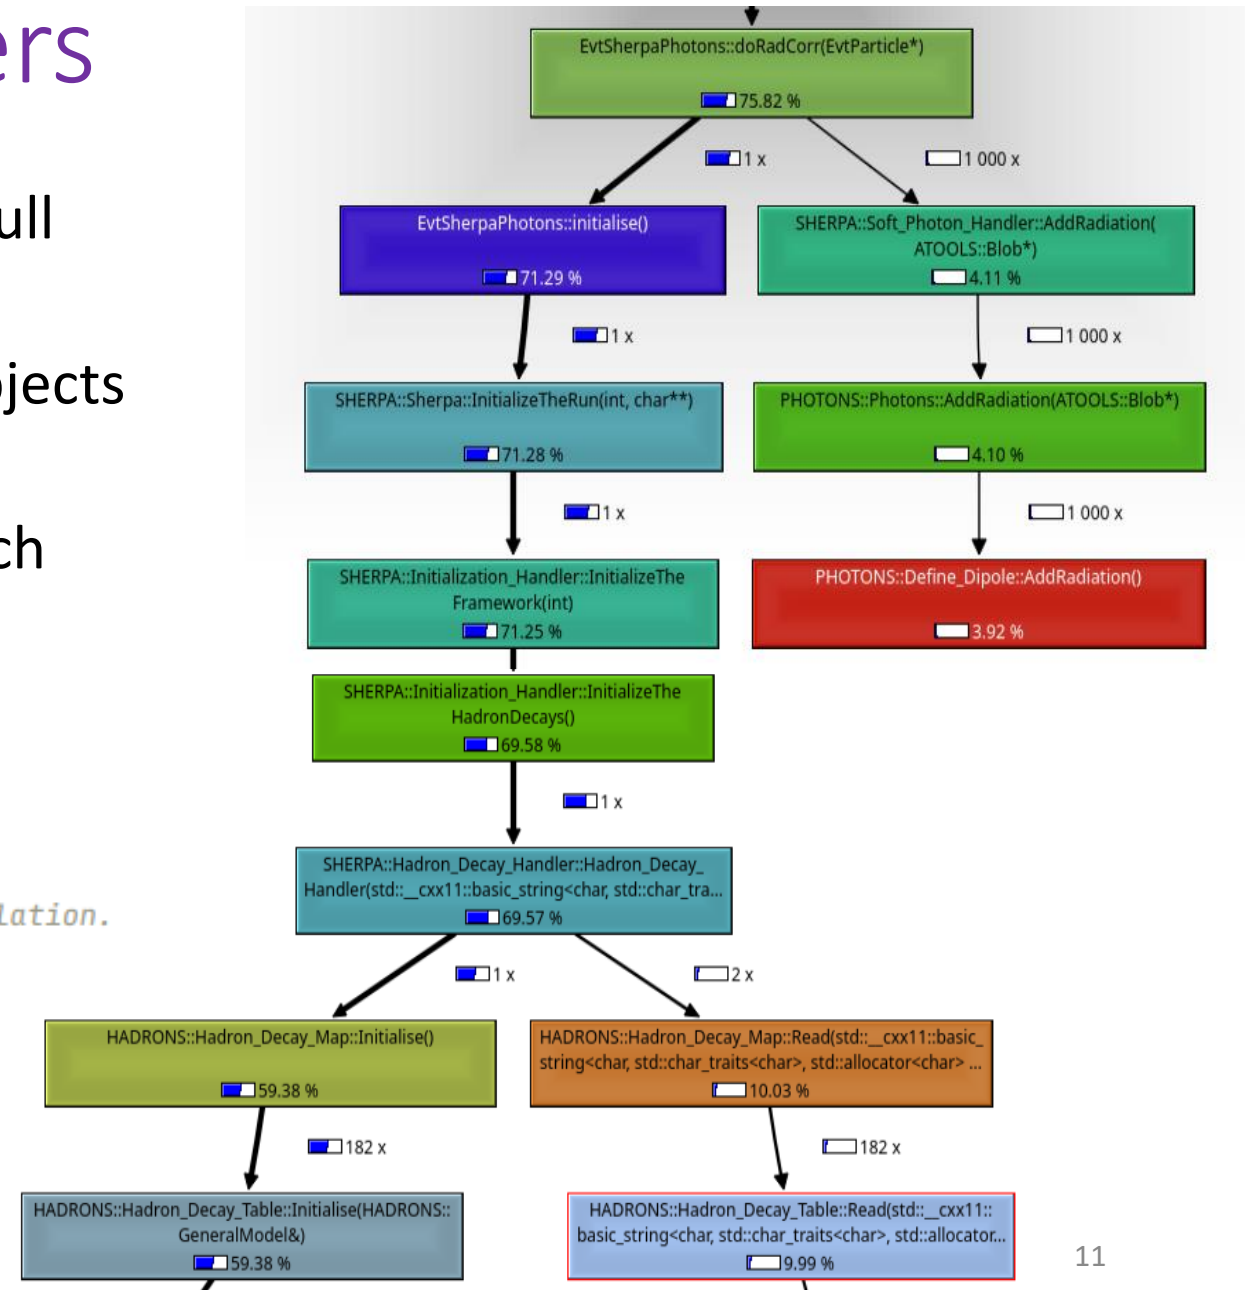 ers
ull
ojects
ch
lation.
EvtSherpaPhotons::doRadCorr(EvtParticle*)
75.82 %
1 x
1 000 x
EvtSherpaPhotons::initialise()
71.29 %
SHERPA::Soft_Photon_Handler::AddRadiation(
ATOOLS::Blob*)
4.11 %
1 x
1 000 x
SHERPA::Sherpa::InitializeTheRun(int, char**)
71.28 %
PHOTONS::Photons::AddRadiation(ATOOLS::Blob*)
4.10 %
1 x
1 000 x
SHERPA::Initialization_Handler::InitializeThe
Framework(int)
71.25 %
PHOTONS::Define_Dipole::AddRadiation()
3.92 %
SHERPA::Initialization_Handler::InitializeThe
HadronDecays()
69.58 %
1 x
SHERPA::Hadron_Decay_Handler::Hadron_Decay_
Handler(std::__cxx11::basic_string<char, std::char_tra...
69.57 %
1 x
2 x
HADRONS::Hadron_Decay_Map::Initialise()
59.38 %
HADRONS::Hadron_Decay_Map::Read(std::__cxx11::basic_
string<char, std::char_traits<char>, std::allocator<char> ...
10.03 %
182 x
182 x
HADRONS::Hadron_Decay_Table::Initialise(HADRONS::
GeneralModel&)
59.38 %
HADRONS::Hadron_Decay_Table::Read(std::__cxx11::
basic_string<char, std::char_traits<char>, std::allocator...
9.99 %
11